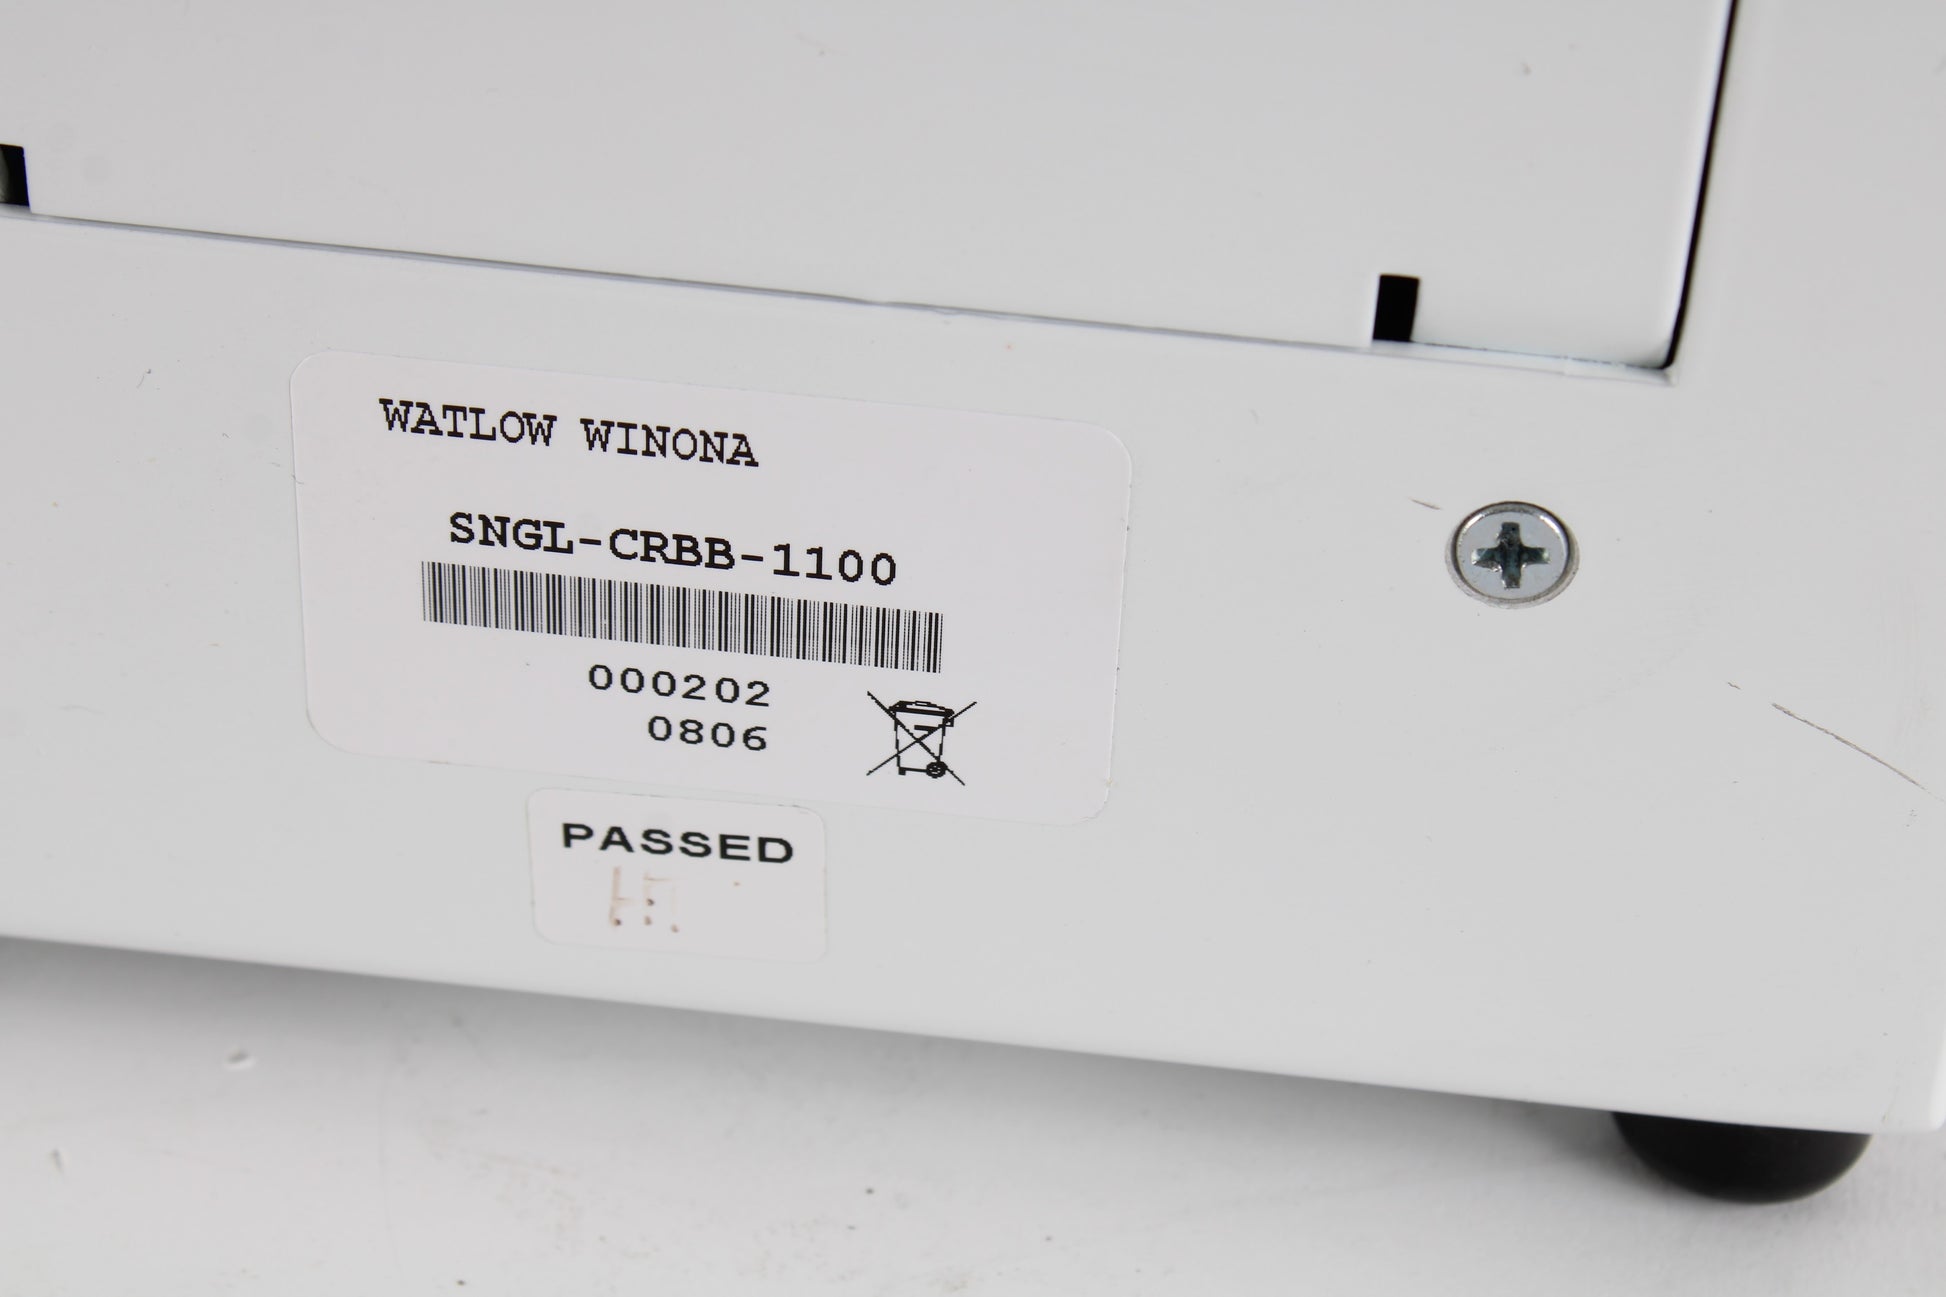 WATLOW WINONA
SNGL-CRBB-1100
000202
0806
PASSED